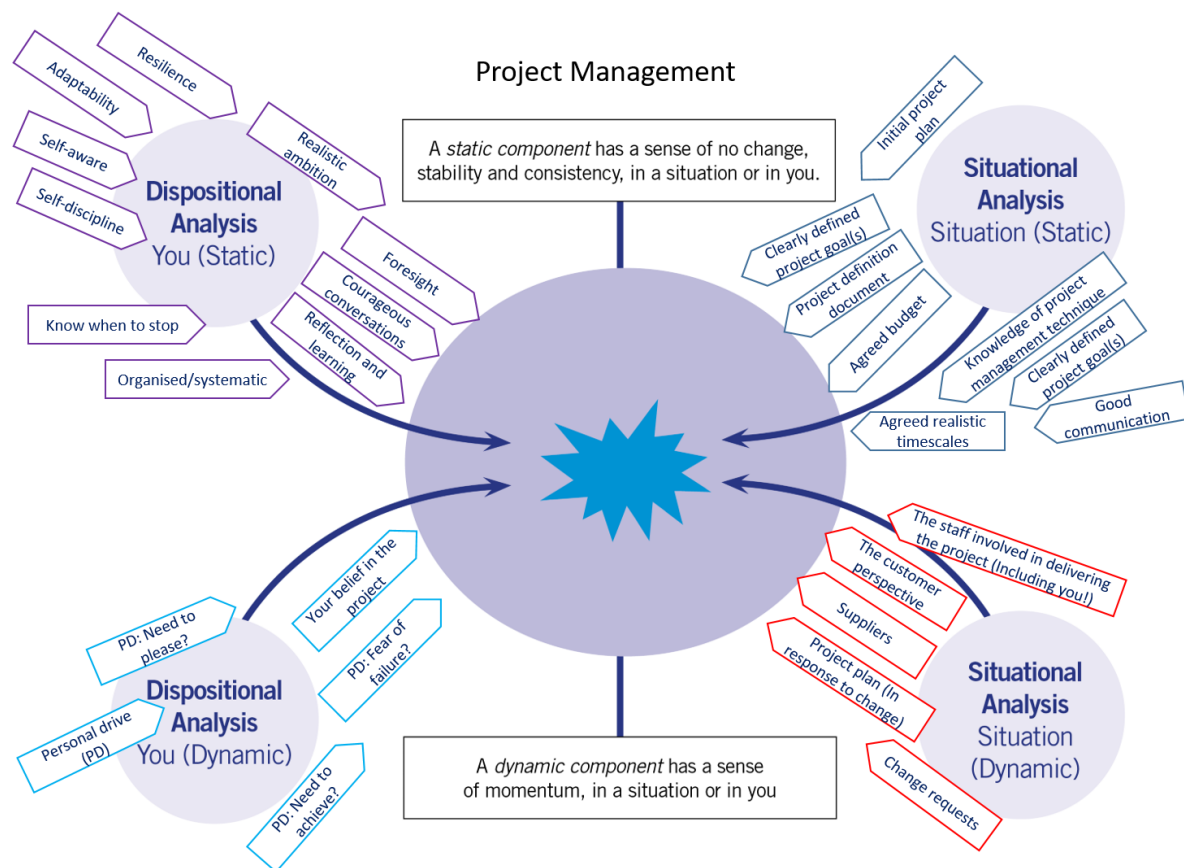 Project Management
Resilience
Adaptability
Self-aware
Self-discipline
Realistic
ambition
Dispositional
Analysis
You (Static)
Foresight
Courageous
conversations
Reflection and
learning
Know when to stop
Organised/systematic
A static component has a sense of no change,
stability and consistency, in a situation or in you.
Initial project
plan
Situational
Analysis
Situation (Static)
Clearly defined
project goal(s)
Project definition
document
Agreed budget
Knowledge of project
management technique
Clearly defined
project goal(s)
Good
communication
Agreed realistic
timescales
Your belief in the
project
PD: Need to
please?
PD: Fear of
failure?
Dispositional
Analysis
You (Dynamic)
Personal drive
(PD)
PD: Need to
achieve?
A dynamic component has a sense
of momentum, in a situation or in you
The staff involved in delivering
the project (Including you!)
The customer
perspective
Suppliers
Project plan (In
response to change)
Change requests
Situational
Analysis
Situation
(Dynamic)